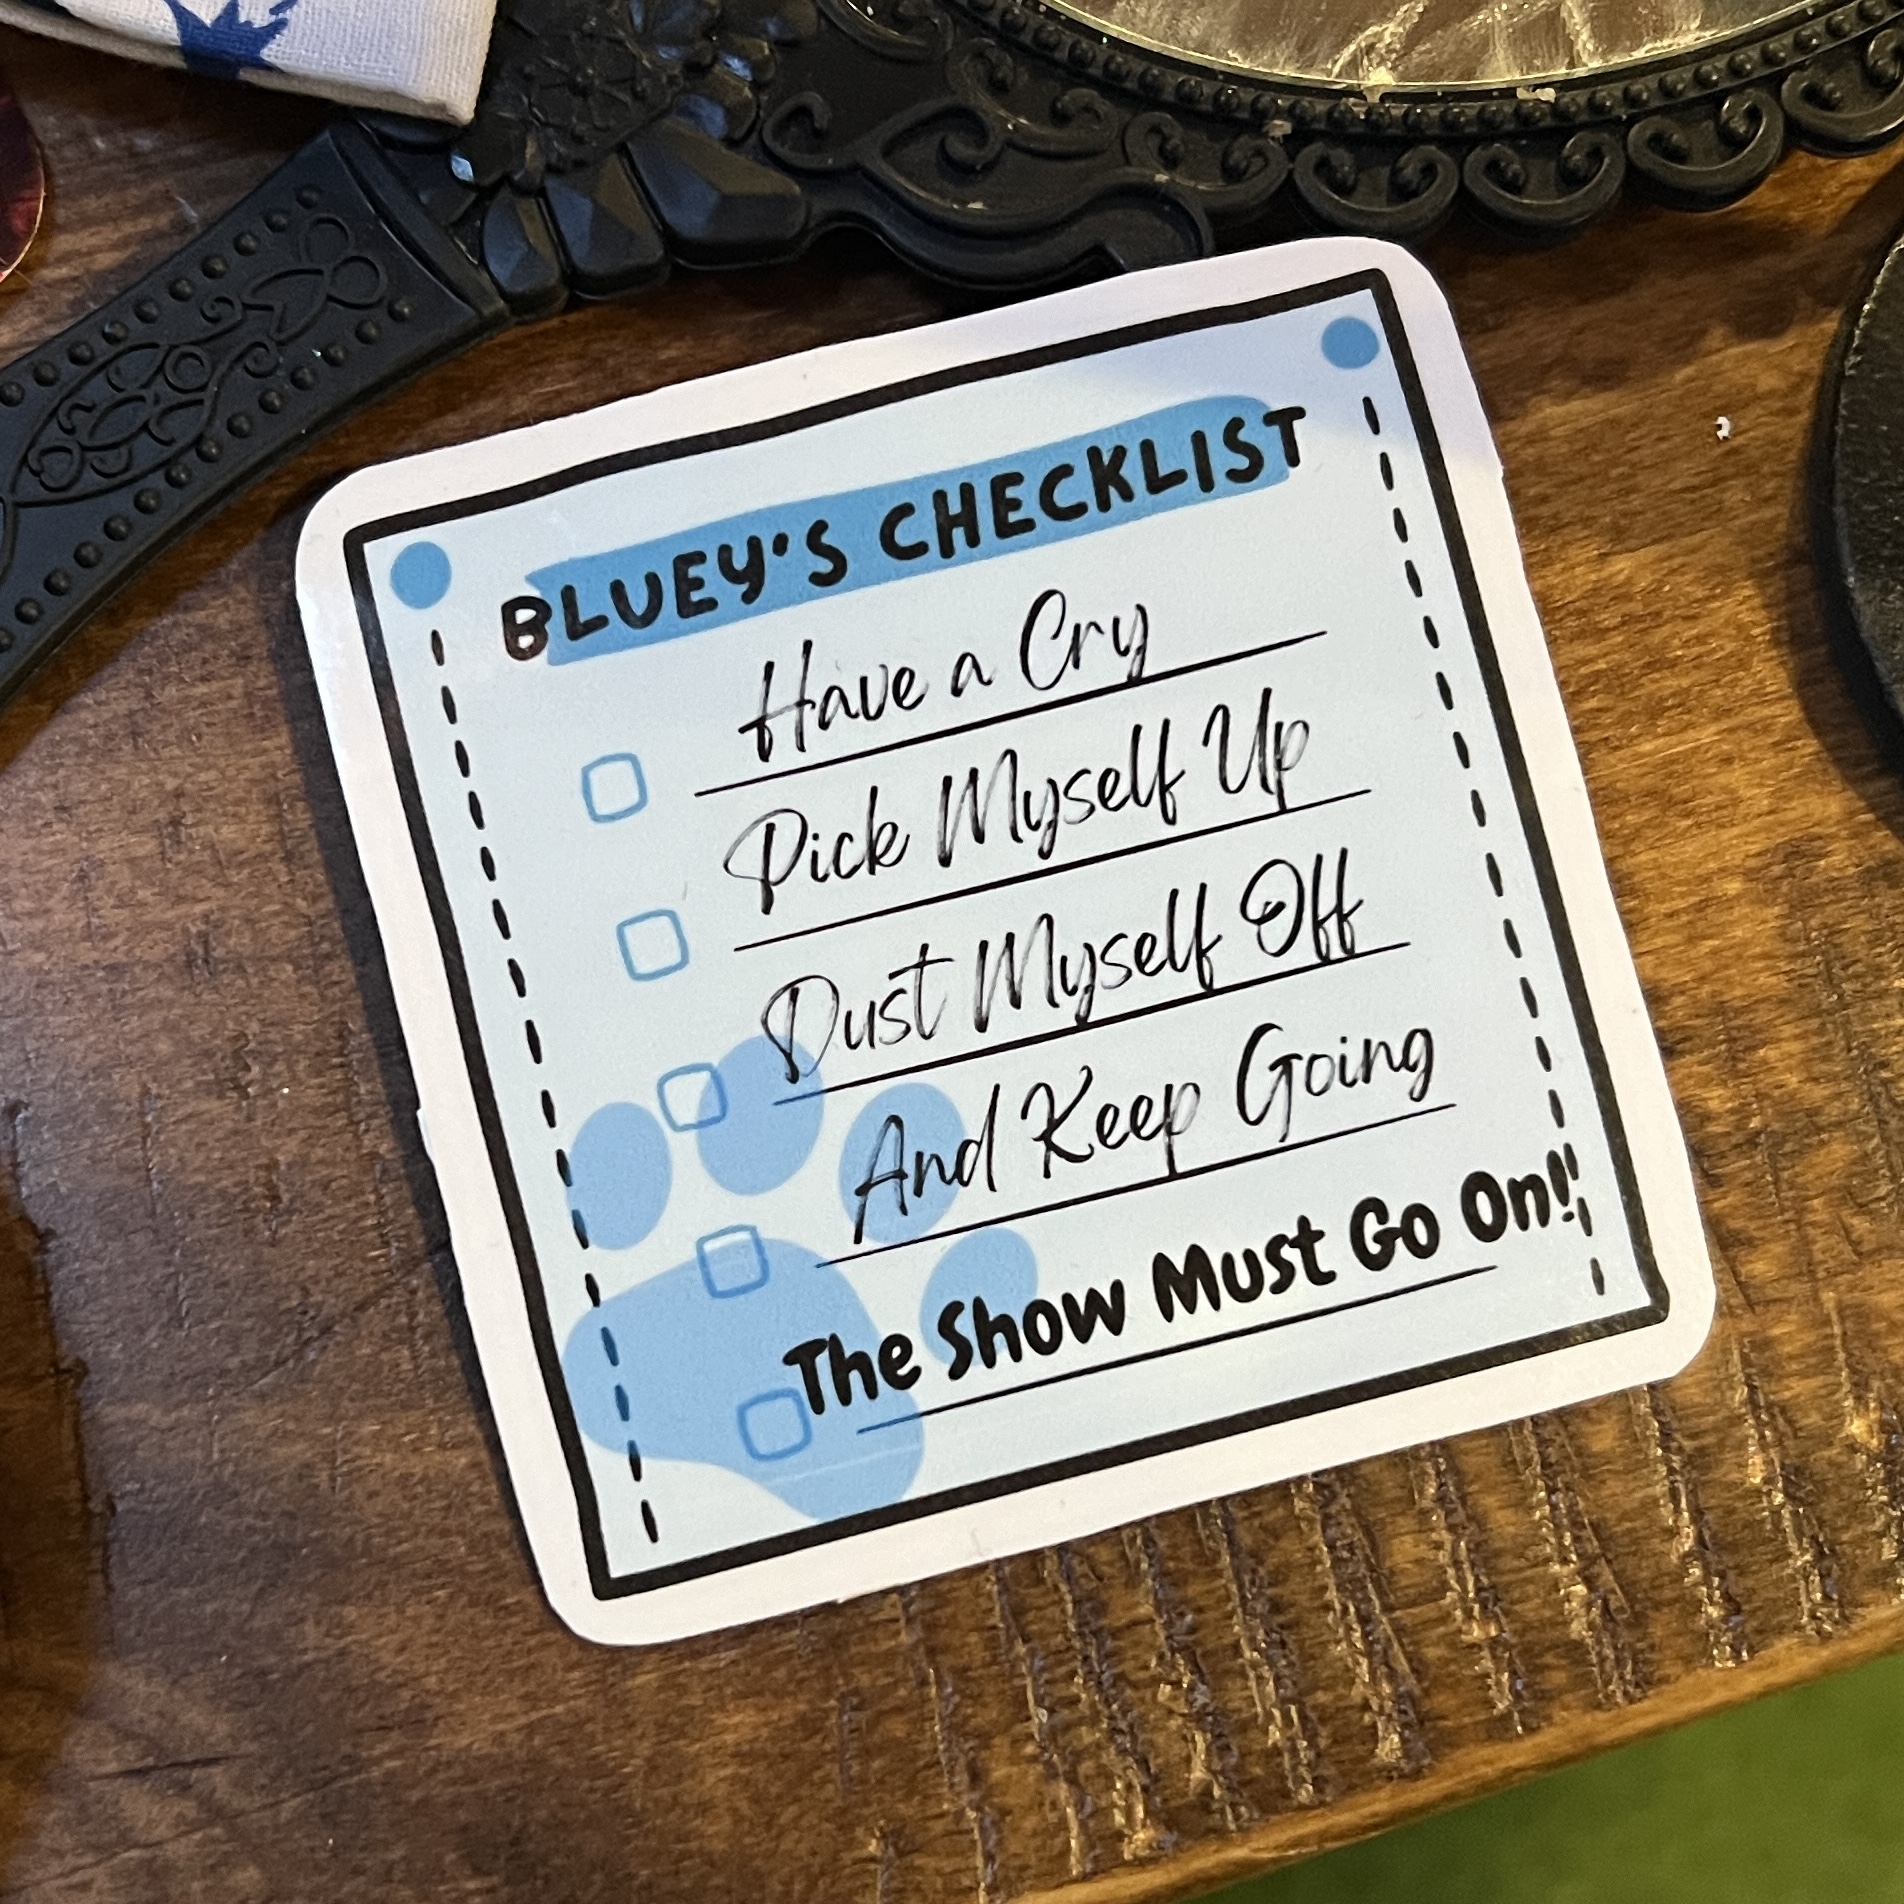 BLUEY'S CHECKLIST
Have a Cry
Pick Myself Up
Dust Myself Off
And Keep Going
The Show Must Go On!!